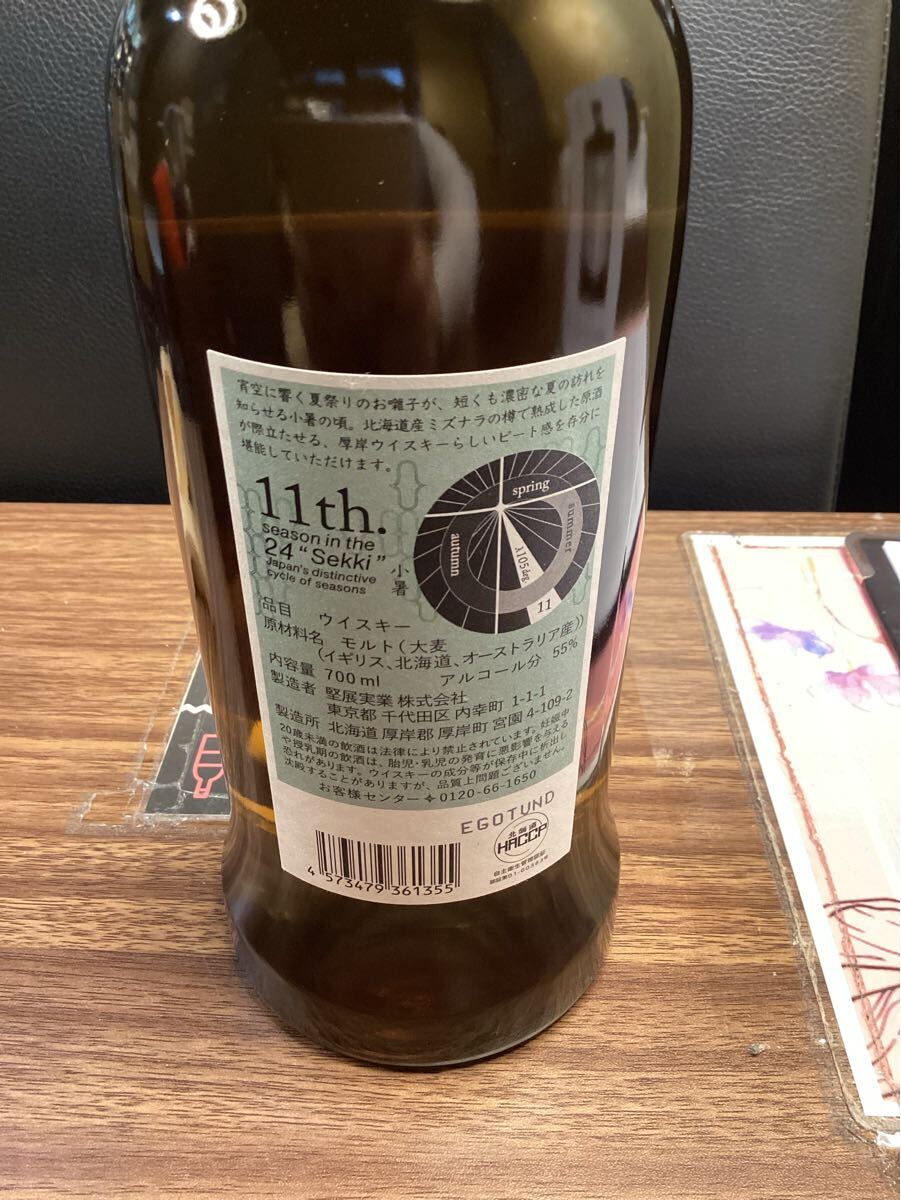 宵空に響く夏祭りのお囃子が、短くも濃密な夏の訪れを
知らせる小暑の頃。北海道産ミズナラの樽で熟成した原酒
が際立たせる、厚岸ウイスキーらしいピート感を存分に
堪能していただけます。
11th.
season in the
24 “Sekki”
Japan's distinctive
cycle of seasons
小暑
spring
summer
autumn
λ105 deg.
11
品目 ウイスキー
原材料名 モルト(大麦
(イギリス、北海道、オーストラリア産))
内容量 700 ml アルコール分 55%
製造者 堅展実業 株式会社
東京都 千代田区 内幸町 1-1-1
製造所 北海道 厚岸郡 厚岸町 宮園 4-109-2
20歳未満の飲酒は法律により禁止されています。妊娠中
や授乳期の飲酒は、胎児・乳児の発育に悪影響を与える
恐れがあります。ウイスキーの成分等が保存中に析出し
沈殿することがありますが、品質上問題ございません。
お客様センター✧0120-66-1650
EGOTUND
北海道
HACCP
自主衛生管理認証
4 573479 361355